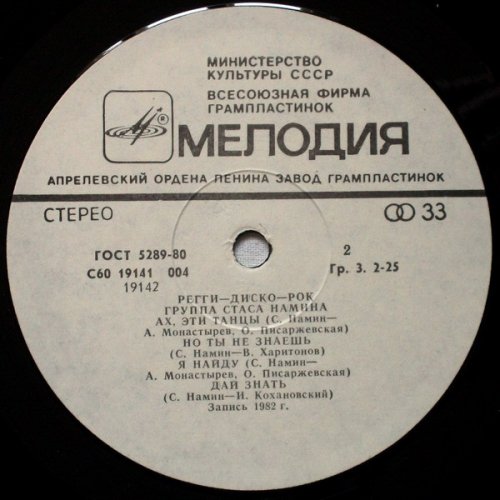 МИНИСТЕРСТВО
КУЛЬТУРЫ СССР
ВСЕСОЮЗНАЯ ФИРМА
ГРАМПЛАСТИНОК
®
МЕЛОДИЯ
АПРЕЛЕВСКИЙ ОРДЕНА ЛЕНИНА ЗАВОД ГРАМПЛАСТИНОК
СТЕРЕО
33
ГОСТ 5289-80
2
С60 19141 004
Гр. 3. 2-25
19142
РЕГГИ—ДИСКО—РОК
ГРУППА СТАСА НАМИНА
АХ, ЭТИ ТАНЦЫ (С. Намин—
А. Монастырев, О. Писаржевская)
НО ТЫ НЕ ЗНАЕШЬ
(С. Намин—В. Харитонов)
Я НАЙДУ (С. Намин—
А. Монастырев, О. Писаржевская)
ДАЙ ЗНАТЬ
(С. Намин—И. Кохановский)
Запись 1982 г.